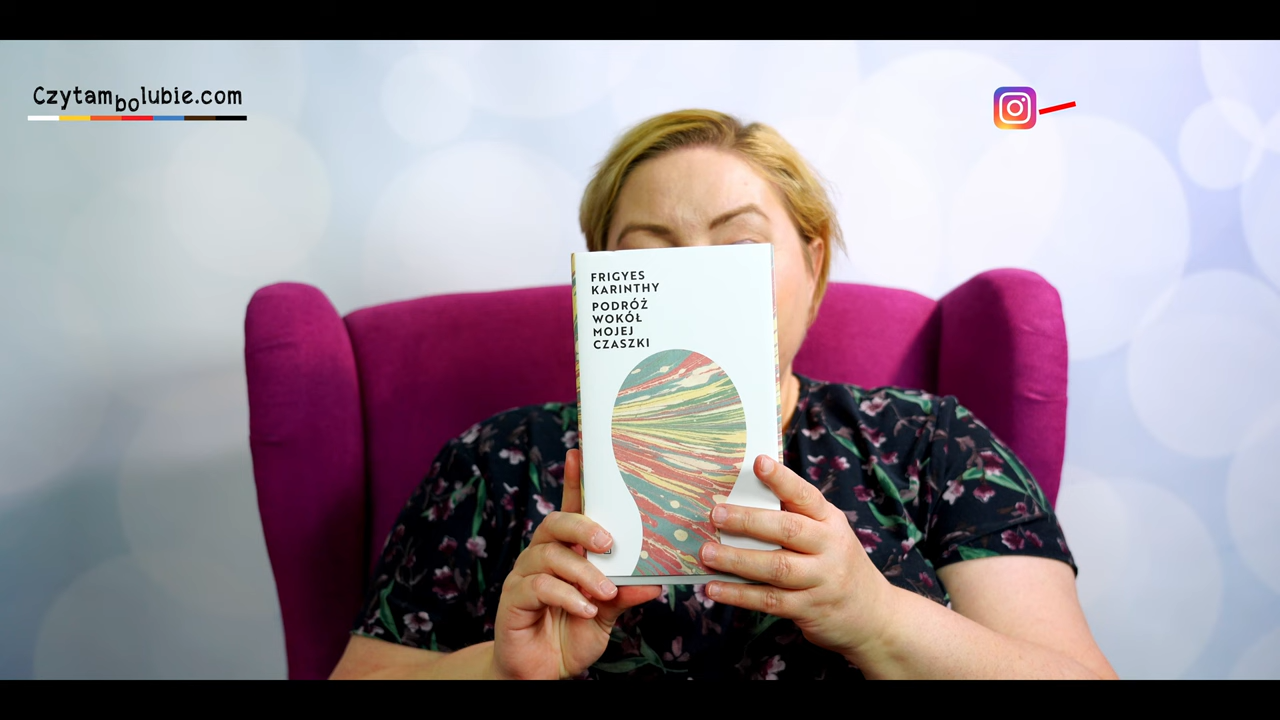 Czytambolubie.com
FRIGYES
KARINTHY
PODRÓŻ
WOKÓŁ
MOJEJ
CZASZKI